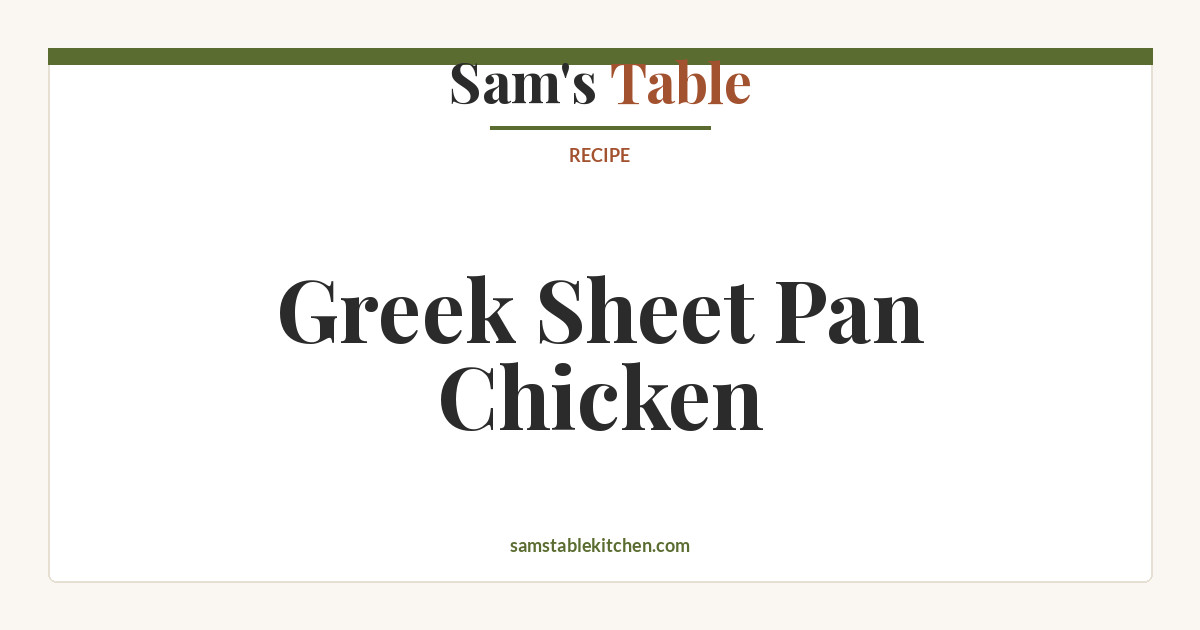 Sam's Table
RECIPE
Greek Sheet Pan
Chicken
samstablekitchen.com